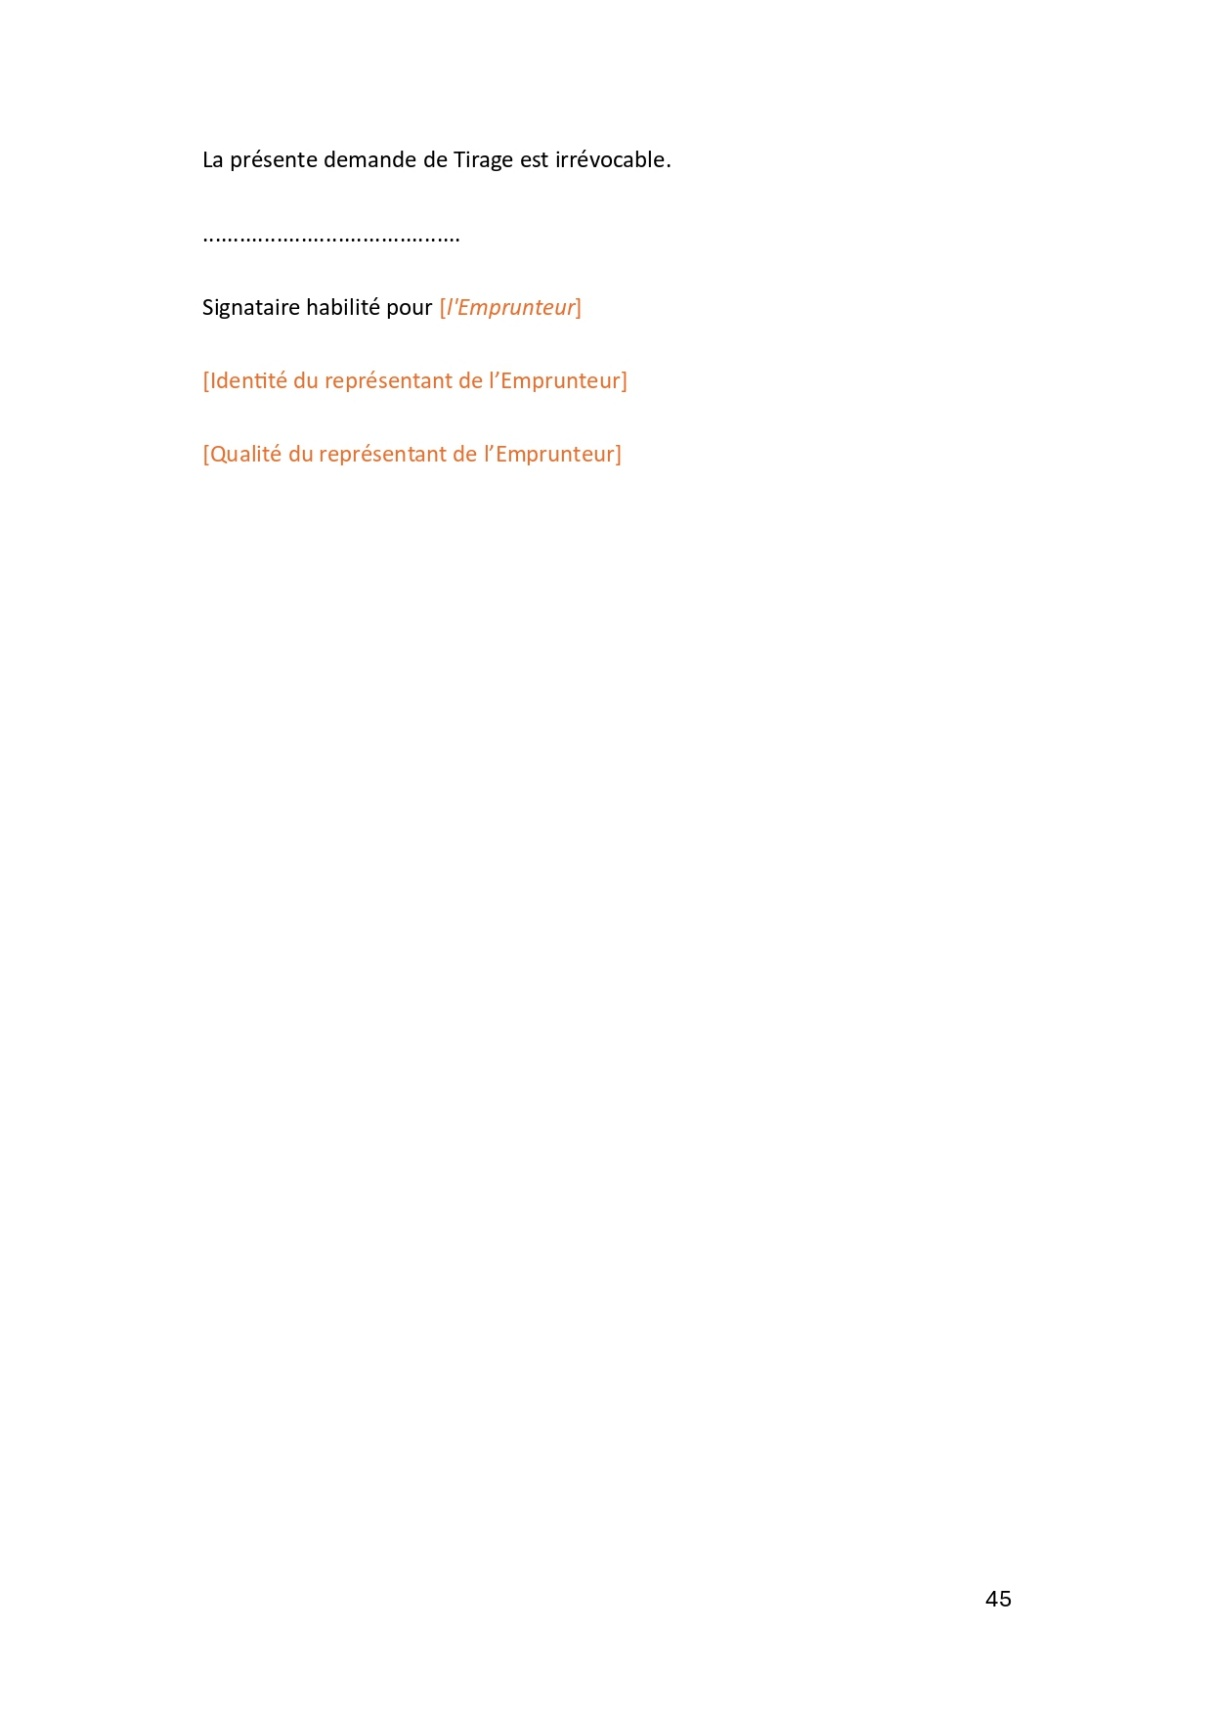 La présente demande de Tirage est irrévocable.
..........................................
Signataire habilité pour [l'Emprunteur]
[Identité du représentant de l’Emprunteur]
[Qualité du représentant de l’Emprunteur]
45